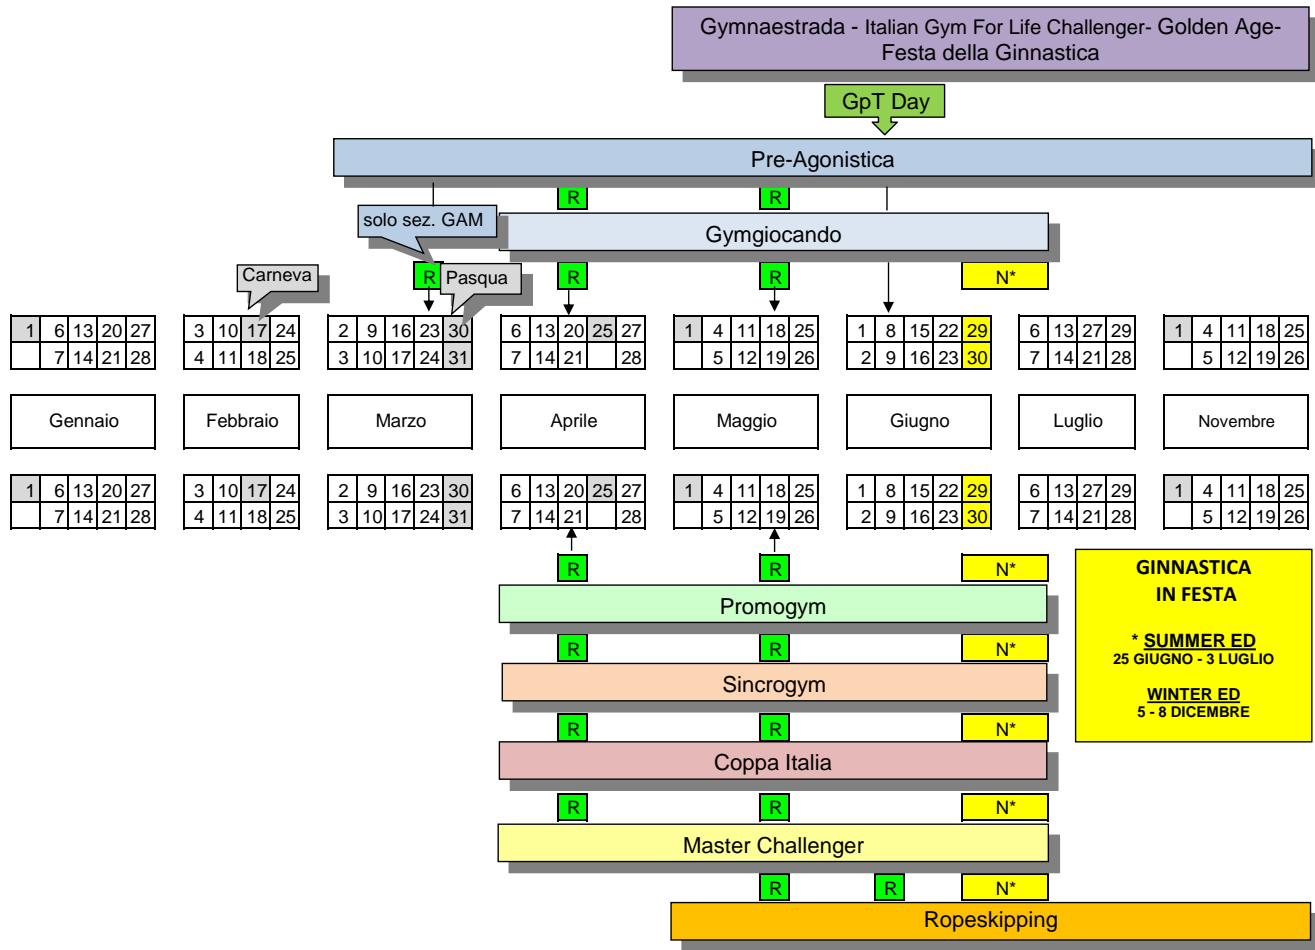 Gymnaestrada - Italian Gym For Life Challenger- Golden Age-
Festa della Ginnastica
GpT Day
Pre-Agonistica
R R
solo sez. GAM
Gymgiocando
Carneva
R Pasqua R R N*
1 6 13 20 27 3 10 17 24 2 9 16 23 30 6 13 20 25 27 1 4 11 18 25 1 8 15 22 29 6 13 27 29 1 4 11 18 25
7 14 21 28 4 11 18 25 3 10 17 24 31 7 14 21 28 5 12 19 26 2 9 16 23 30 7 14 21 28 5 12 19 26
Gennaio Febbraio Marzo Aprile Maggio Giugno Luglio Novembre
1 6 13 20 27 3 10 17 24 2 9 16 23 30 6 13 20 25 27 1 4 11 18 25 1 8 15 22 29 6 13 27 29 1 4 11 18 25
7 14 21 28 4 11 18 25 3 10 17 24 31 7 14 21 28 5 12 19 26 2 9 16 23 30 7 14 21 28 5 12 19 26
R R N*
Promogym
R R N*
Sincrogym
R R N*
Coppa Italia
R R N*
Master Challenger
R R N*
Ropeskipping
GINNASTICA
IN FESTA
* SUMMER ED
25 GIUGNO - 3 LUGLIO
WINTER ED
5 - 8 DICEMBRE